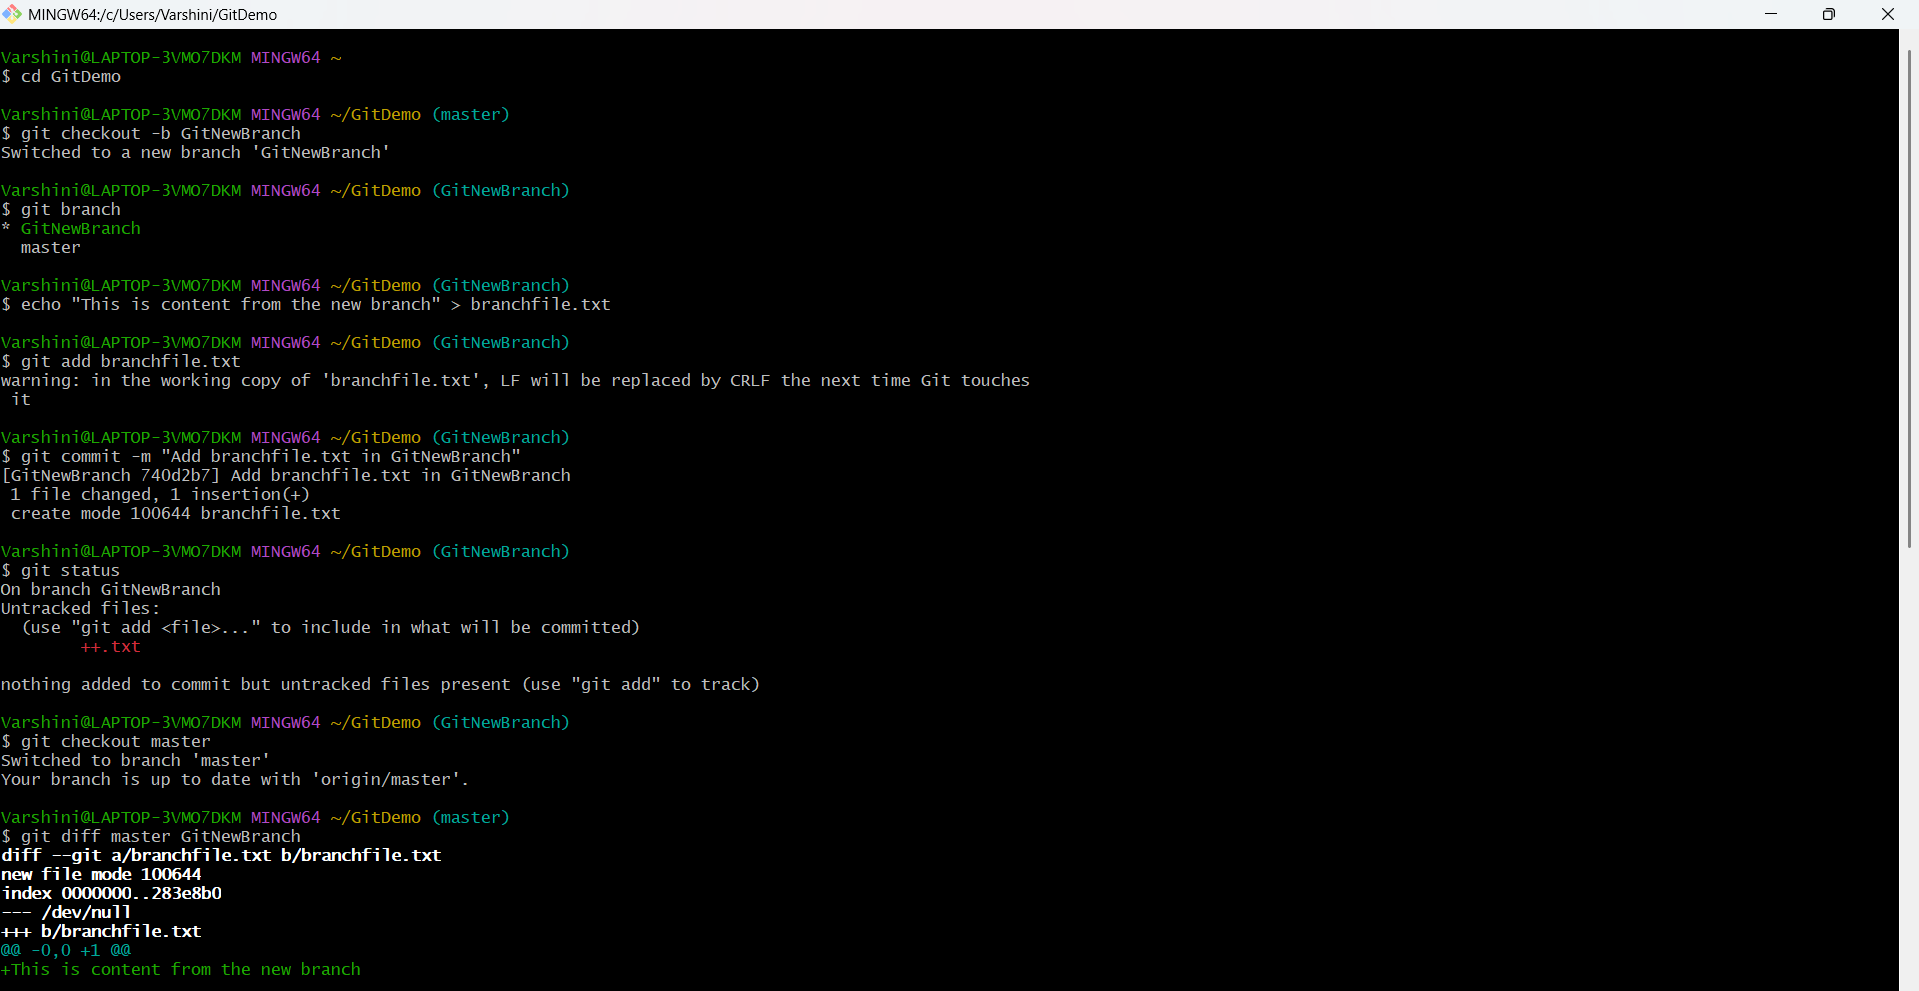 MINGW64:/c/Users/Varshini/GitDemo
Varshini@LAPTOP-3VMO7DKM MINGW64 ~
$ cd GitDemo
Varshini@LAPTOP-3VMO7DKM MINGW64 ~/GitDemo (master)
$ git checkout -b GitNewBranch
Switched to a new branch 'GitNewBranch'
Varshini@LAPTOP-3VMO7DKM MINGW64 ~/GitDemo (GitNewBranch)
$ git branch
* GitNewBranch
  master
Varshini@LAPTOP-3VMO7DKM MINGW64 ~/GitDemo (GitNewBranch)
$ echo "This is content from the new branch" > branchfile.txt
Varshini@LAPTOP-3VMO7DKM MINGW64 ~/GitDemo (GitNewBranch)
$ git add branchfile.txt
warning: in the working copy of 'branchfile.txt', LF will be replaced by CRLF the next time Git touches
 it
Varshini@LAPTOP-3VMO7DKM MINGW64 ~/GitDemo (GitNewBranch)
$ git commit -m "Add branchfile.txt in GitNewBranch"
[GitNewBranch 740d2b7] Add branchfile.txt in GitNewBranch
 1 file changed, 1 insertion(+)
 create mode 100644 branchfile.txt
Varshini@LAPTOP-3VMO7DKM MINGW64 ~/GitDemo (GitNewBranch)
$ git status
On branch GitNewBranch
Untracked files:
  (use "git add <file>..." to include in what will be committed)
        ++.txt
nothing added to commit but untracked files present (use "git add" to track)
Varshini@LAPTOP-3VMO7DKM MINGW64 ~/GitDemo (GitNewBranch)
$ git checkout master
Switched to branch 'master'
Your branch is up to date with 'origin/master'.
Varshini@LAPTOP-3VMO7DKM MINGW64 ~/GitDemo (master)
$ git diff master GitNewBranch
diff --git a/branchfile.txt b/branchfile.txt
new file mode 100644
index 0000000..283e8b0
--- /dev/null
+++ b/branchfile.txt
@@ -0,0 +1 @@
+This is content from the new branch